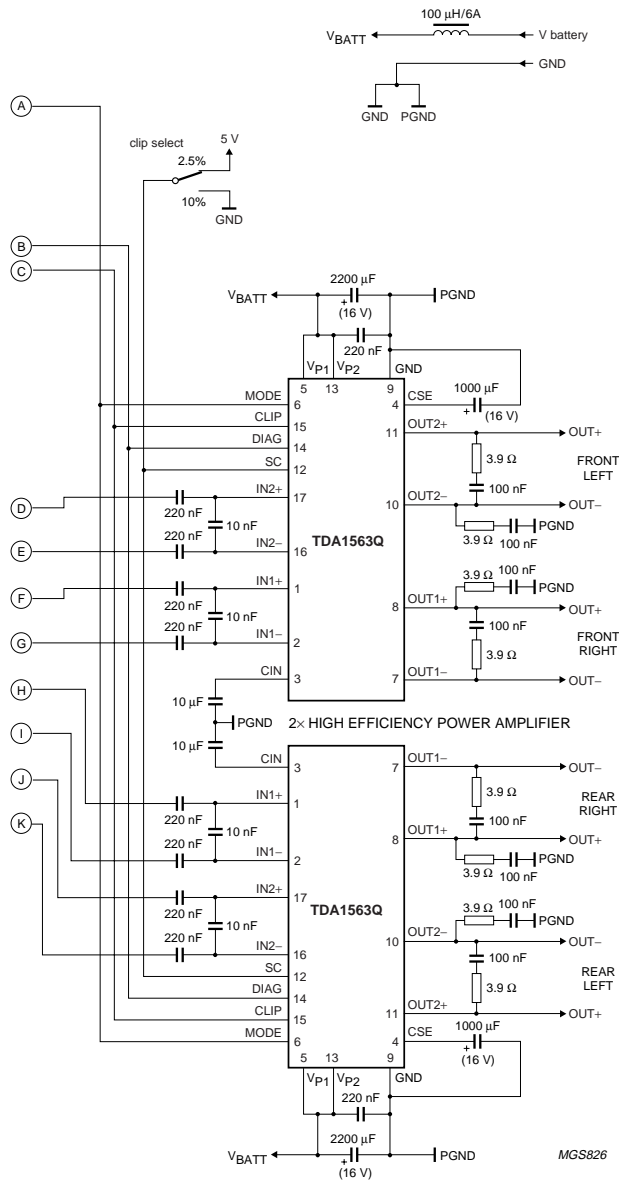 100 µH/6A
VBATT
V battery
GND
GND PGND
A
clip select
5 V
2.5%
10%
GND
B
C
2200 µF
VBATT
PGND
+
(16 V)
220 nF
VP1 VP2 GND
5 13 9
MODE
6
CSE
4
1000 µF
+
(16 V)
CLIP
15
11
OUT2+
OUT+
DIAG
14
3.9 Ω
FRONT
LEFT
SC
12
100 nF
D
220 nF
IN2+
17
10
OUT2-
OUT−
10 nF
TDA1563Q
PGND
3.9 Ω
100 nF
E
220 nF
IN2−
16
F
220 nF
IN1+
1
3.9 Ω
100 nF
PGND
8
OUT1+
OUT+
10 nF
100 nF
FRONT
RIGHT
G
220 nF
IN1−
2
3.9 Ω
CIN
3
7
OUT1−
OUT−
10 µF
PGND
2× HIGH EFFICIENCY POWER AMPLIFIER
10 µF
H
CIN
3
7
OUT1−
OUT−
I
220 nF
IN1+
1
3.9 Ω
REAR
RIGHT
10 nF
100 nF
J
220 nF
IN1−
2
8
OUT1+
OUT+
PGND
3.9 Ω
100 nF
K
220 nF
IN2+
17
TDA1563Q
3.9 Ω
100 nF
PGND
10 nF
10
OUT2-
OUT−
220 nF
IN2−
16
100 nF
REAR
LEFT
SC
12
3.9 Ω
DIAG
14
CLIP
15
11
OUT2+
OUT+
MODE
6
4
CSE
1000 µF
+
(16 V)
5 13 9
VP1 VP2 GND
220 nF
2200 µF
VBATT
PGND
+
(16 V)
MGS826